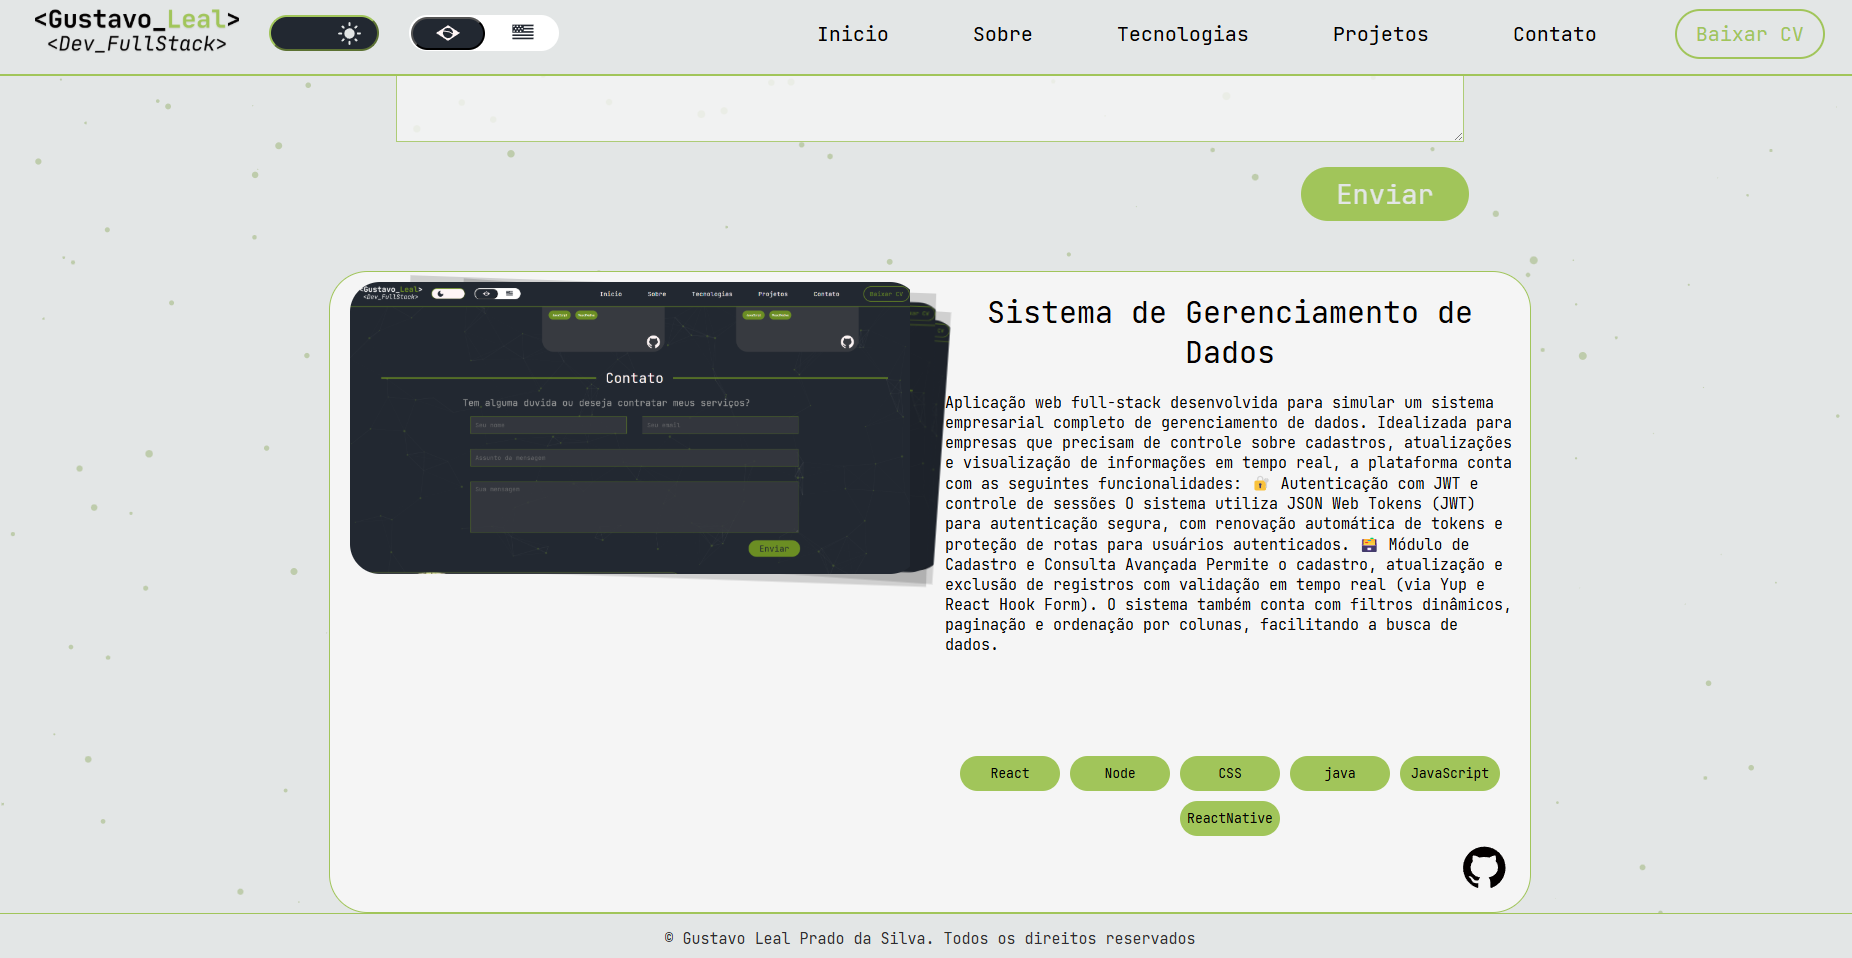 <Gustavo_Leal>
<Dev_FullStack>
Inicio
Sobre
Tecnologias
Projetos
Contato
Baixar CV
Enviar
<Gustavo_Leal>
<Dev_FullStack>
Inicio
Sobre
Tecnologias
Projetos
Contato
Baixar CV
JavaScript
ReactNative
JavaScript
ReactNative
Contato
Tem alguma duvida ou deseja contratar meus serviços?
Seu nome
Seu email
Assunto da mensagem
Sua mensagem
Enviar
Sistema de Gerenciamento de
Dados
Aplicação web full-stack desenvolvida para simular um sistema
empresarial completo de gerenciamento de dados. Idealizada para
empresas que precisam de controle sobre cadastros, atualizações
e visualização de informações em tempo real, a plataforma conta
com as seguintes funcionalidades: 🔐 Autenticação com JWT e
controle de sessões O sistema utiliza JSON Web Tokens (JWT)
para autenticação segura, com renovação automática de tokens e
proteção de rotas para usuários autenticados. 🗃️ Módulo de
Cadastro e Consulta Avançada Permite o cadastro, atualização e
exclusão de registros com validação em tempo real (via Yup e
React Hook Form). O sistema também conta com filtros dinâmicos,
paginação e ordenação por colunas, facilitando a busca de
dados.
React
Node
CSS
java
JavaScript
ReactNative
© Gustavo Leal Prado da Silva. Todos os direitos reservados